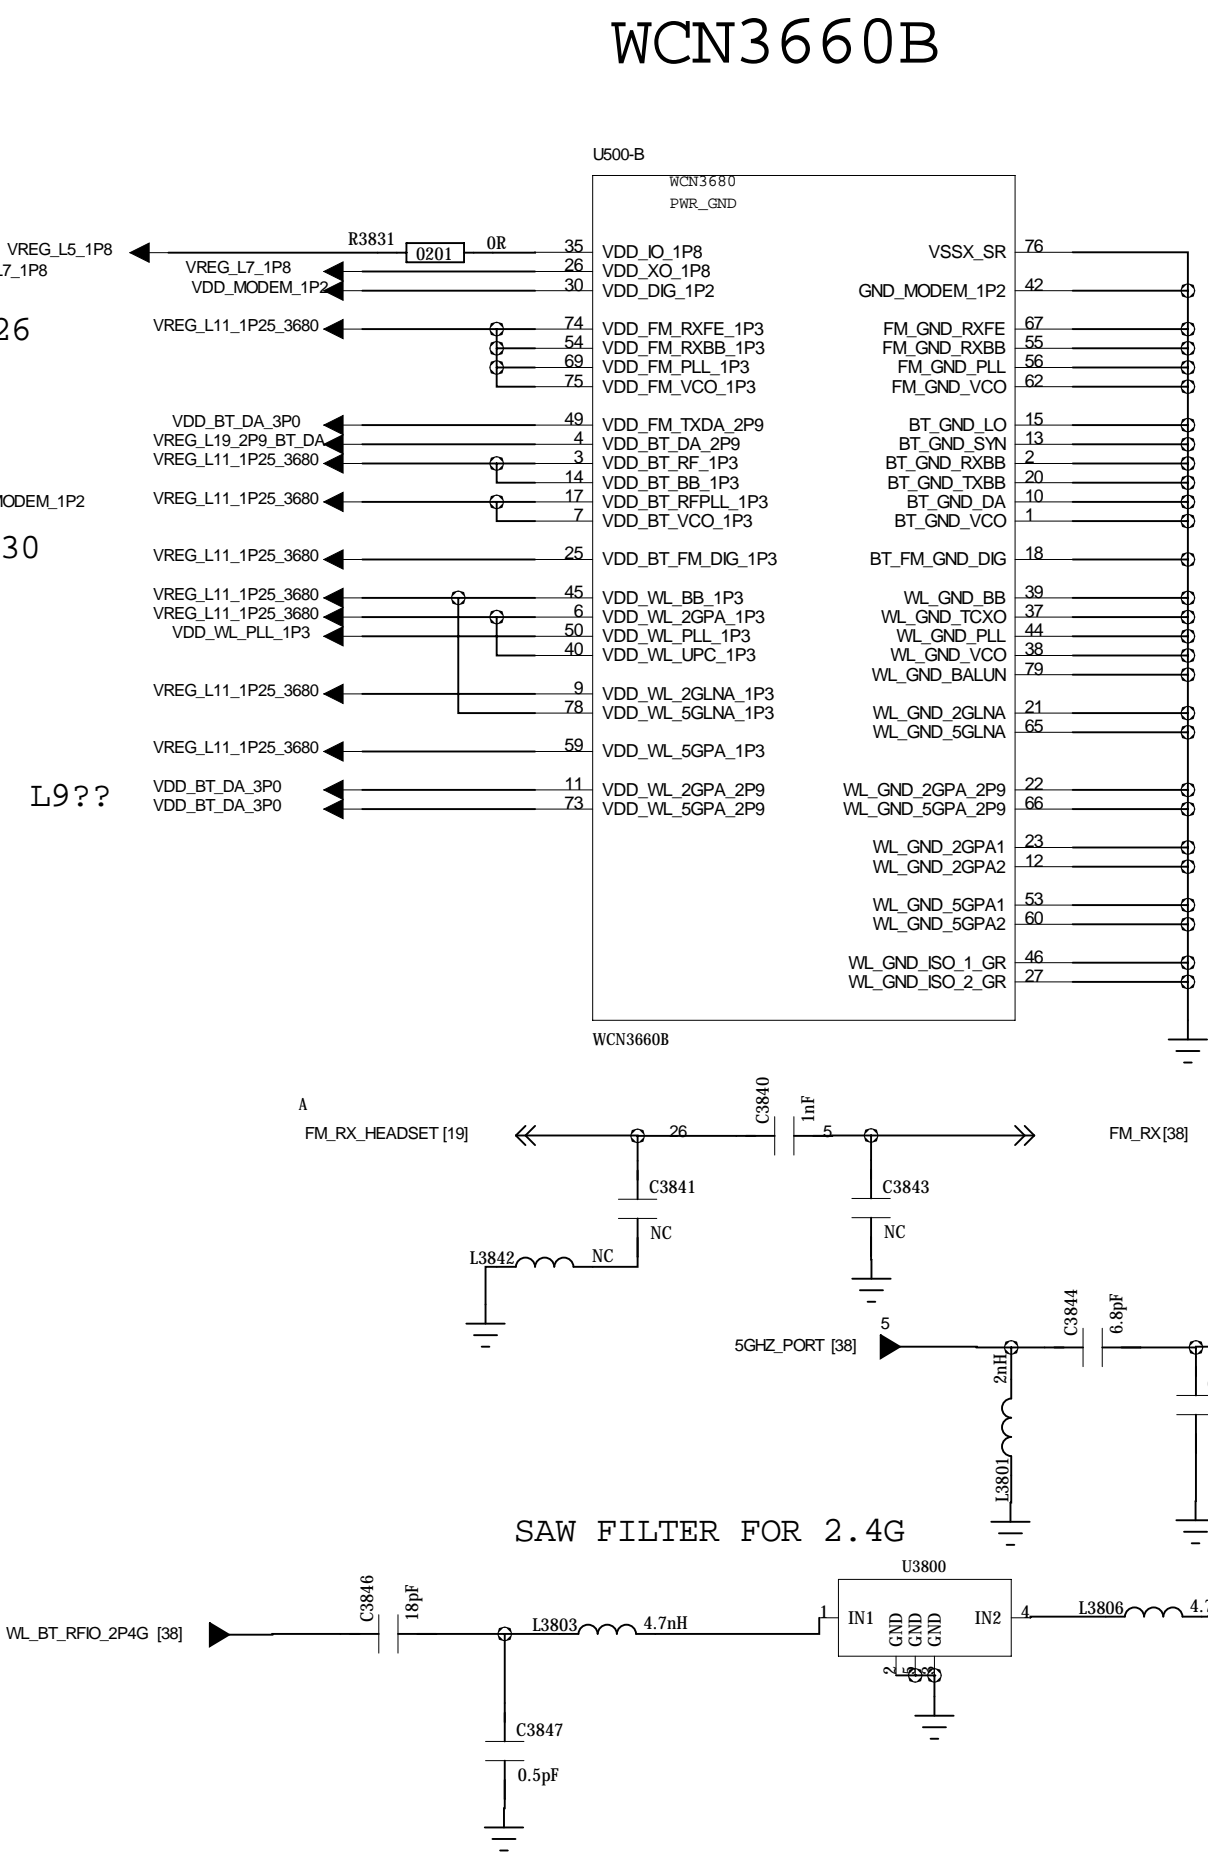 WCN3660B
U500-B
WCN3680
PWR_GND
VREG_L5_1P8
R3831
0201
0R
35
VDD_IO_1P8
VSSX_SR
76
L7_1P8
VREG_L7_1P8
26
VDD_XO_1P8
VDD_MODEM_1P2
30
VDD_DIG_1P2
GND_MODEM_1P2
42
26
VREG_L11_1P25_3680
74
VDD_FM_RXFE_1P3
FM_GND_RXFE
67
54
VDD_FM_RXBB_1P3
FM_GND_RXBB
55
69
VDD_FM_PLL_1P3
FM_GND_PLL
56
75
VDD_FM_VCO_1P3
FM_GND_VCO
62
VDD_BT_DA_3P0
49
VDD_FM_TXDA_2P9
BT_GND_LO
15
VREG_L19_2P9_BT_DA
4
VDD_BT_DA_2P9
BT_GND_SYN
13
VREG_L11_1P25_3680
3
VDD_BT_RF_1P3
BT_GND_RXBB
2
14
VDD_BT_BB_1P3
BT_GND_TXBB
20
MODEM_1P2
VREG_L11_1P25_3680
17
VDD_BT_RFPLL_1P3
BT_GND_DA
10
7
VDD_BT_VCO_1P3
BT_GND_VCO
1
30
VREG_L11_1P25_3680
25
VDD_BT_FM_DIG_1P3
BT_FM_GND_DIG
18
VREG_L11_1P25_3680
45
VDD_WL_BB_1P3
WL_GND_BB
39
VREG_L11_1P25_3680
6
VDD_WL_2GPA_1P3
WL_GND_TCXO
37
VDD_WL_PLL_1P3
50
VDD_WL_PLL_1P3
WL_GND_PLL
44
40
VDD_WL_UPC_1P3
WL_GND_VCO
38
WL_GND_BALUN
79
VREG_L11_1P25_3680
9
VDD_WL_2GLNA_1P3
78
VDD_WL_5GLNA_1P3
WL_GND_2GLNA
21
WL_GND_5GLNA
65
VREG_L11_1P25_3680
59
VDD_WL_5GPA_1P3
L9??
VDD_BT_DA_3P0
11
VDD_WL_2GPA_2P9
WL_GND_2GPA_2P9
22
VDD_BT_DA_3P0
73
VDD_WL_5GPA_2P9
WL_GND_5GPA_2P9
66
WL_GND_2GPA1
23
WL_GND_2GPA2
12
WL_GND_5GPA1
53
WL_GND_5GPA2
60
WL_GND_ISO_1_GR
46
WL_GND_ISO_2_GR
27
WCN3660B
A
FM_RX_HEADSET [19]
26
C3840
1nF
5
FM_RX [38]
C3841
NC
C3843
NC
L3842
NC
5GHZ_PORT [38]
5
2nH
L3801
C3844
6.8pF
SAW FILTER FOR 2.4G
U3800
WL_BT_RFIO_2P4G [38]
C3846
18pF
L3803
4.7nH
1
IN1
GND
GND
GND
IN2
4
2
5
3
L3806
4.7
C3847
0.5pF